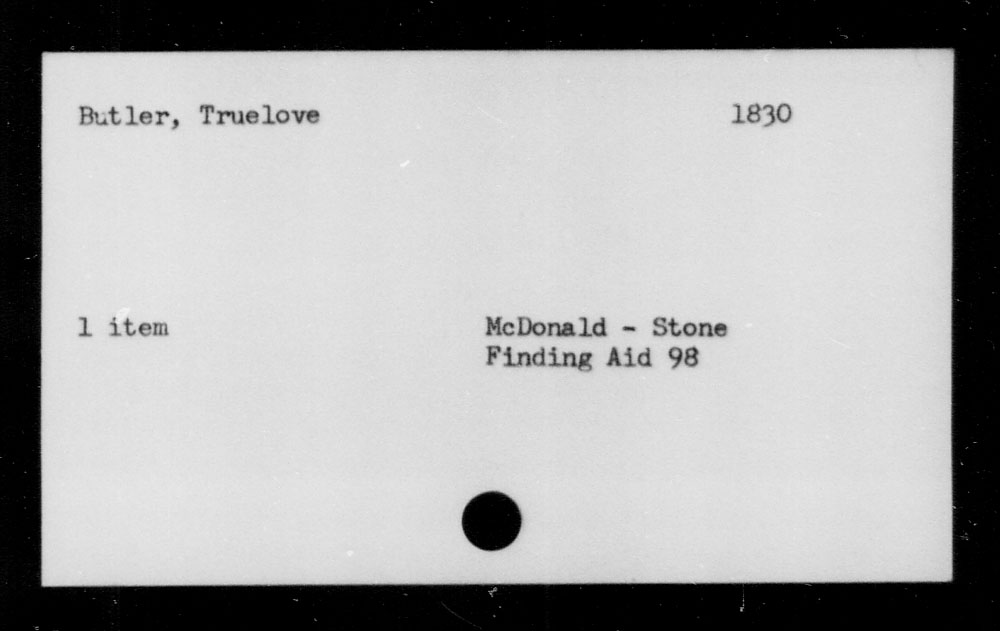 Butler, Truelove 1830
1 item McDonald - Stone
Finding Aid 98